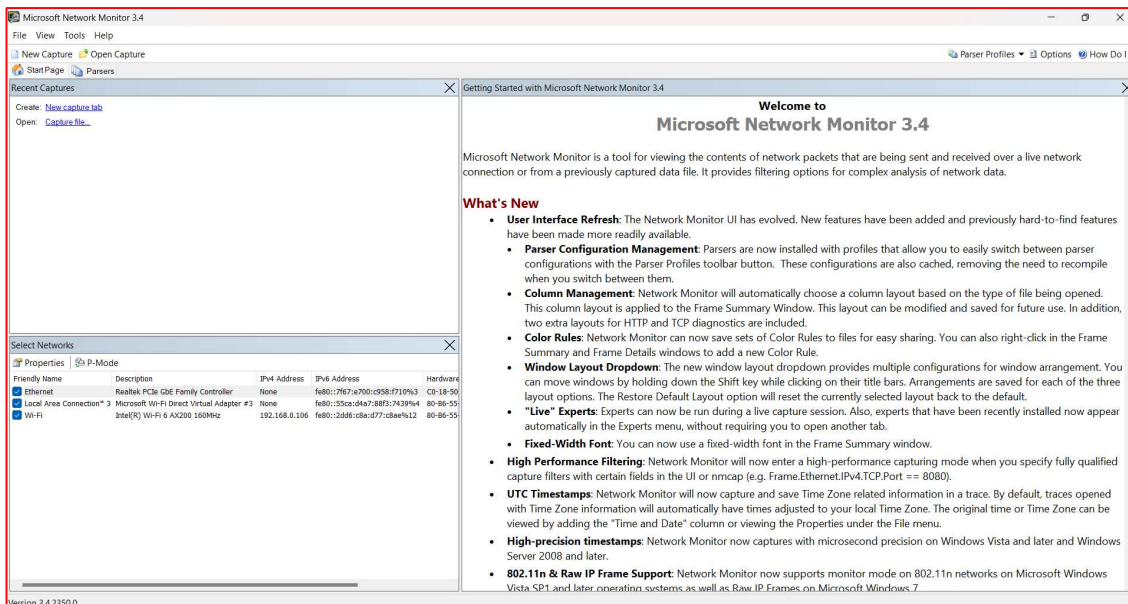 Microsoft Network Monitor 3.4
File View Tools Help
New Capture Open Capture
Parser Profiles Options How Do I
Start Page Parsers
Recent Captures
Create: New capture tab
Open: Capture file...
Select Networks
Properties P-Mode
Friendly Name Description IPv4 Address IPv6 Address Hardware
Ethernet Realtek PCIe GbE Family Controller None fe80::7f67:e700:c958:f710%3 C0-18-50
Local Area Connection* 3 Microsoft Wi-Fi Direct Virtual Adapter #3 None fe80::55ca:d4a7:88f3:7439%4 80-B6-55-
Wi-Fi Intel(R) Wi-Fi 6 AX200 160MHz 192.168.0.106 fe80::2dd6:c8a:d77:c8ae%12 80-B6-55-
Getting Started with Microsoft Network Monitor 3.4
Welcome to
Microsoft Network Monitor 3.4
Microsoft Network Monitor is a tool for viewing the contents of network packets that are being sent and received over a live network
connection or from a previously captured data file. It provides filtering options for complex analysis of network data.
What's New
• User Interface Refresh: The Network Monitor UI has evolved. New features have been added and previously hard-to-find features
have been made more readily available.
• Parser Configuration Management: Parsers are now installed with profiles that allow you to easily switch between parser
configurations with the Parser Profiles toolbar button. These configurations are also cached, removing the need to recompile
when you switch between them.
• Column Management: Network Monitor will automatically choose a column layout based on the type of file being opened.
This column layout is applied to the Frame Summary Window. This layout can be modified and saved for future use. In addition,
two extra layouts for HTTP and TCP diagnostics are included.
• Color Rules: Network Monitor can now save sets of Color Rules to files for easy sharing. You can also right-click in the Frame
Summary and Frame Details windows to add a new Color Rule.
• Window Layout Dropdown: The new window layout dropdown provides multiple configurations for window arrangement. You
can move windows by holding down the Shift key while clicking on their title bars. Arrangements are saved for each of the three
layout options. The Restore Default Layout option will reset the currently selected layout back to the default.
• "Live" Experts: Experts can now be run during a live capture session. Also, experts that have been recently installed now appear
automatically in the Experts menu, without requiring you to open another tab.
• Fixed-Width Font: You can now use a fixed-width font in the Frame Summary window.
• High Performance Filtering: Network Monitor will now enter a high-performance capturing mode when you specify fully qualified
capture filters with certain fields in the UI or nmcap (e.g. Frame.Ethernet.IPv4.TCP.Port == 8080).
• UTC Timestamps: Network Monitor will now capture and save Time Zone related information in a trace. By default, traces opened
with Time Zone information will automatically have times adjusted to your local Time Zone. The original time or Time Zone can be
viewed by adding the "Time and Date" column or viewing the Properties under the File menu.
• High-precision timestamps: Network Monitor now captures with microsecond precision on Windows Vista and later and Windows
Server 2008 and later.
• 802.11n & Raw IP Frame Support: Network Monitor now supports monitor mode on 802.11n networks on Microsoft Windows
Vista SP1 and later operating systems as well as Raw IP Frames on Microsoft Windows 7
Version 3.4.2350.0